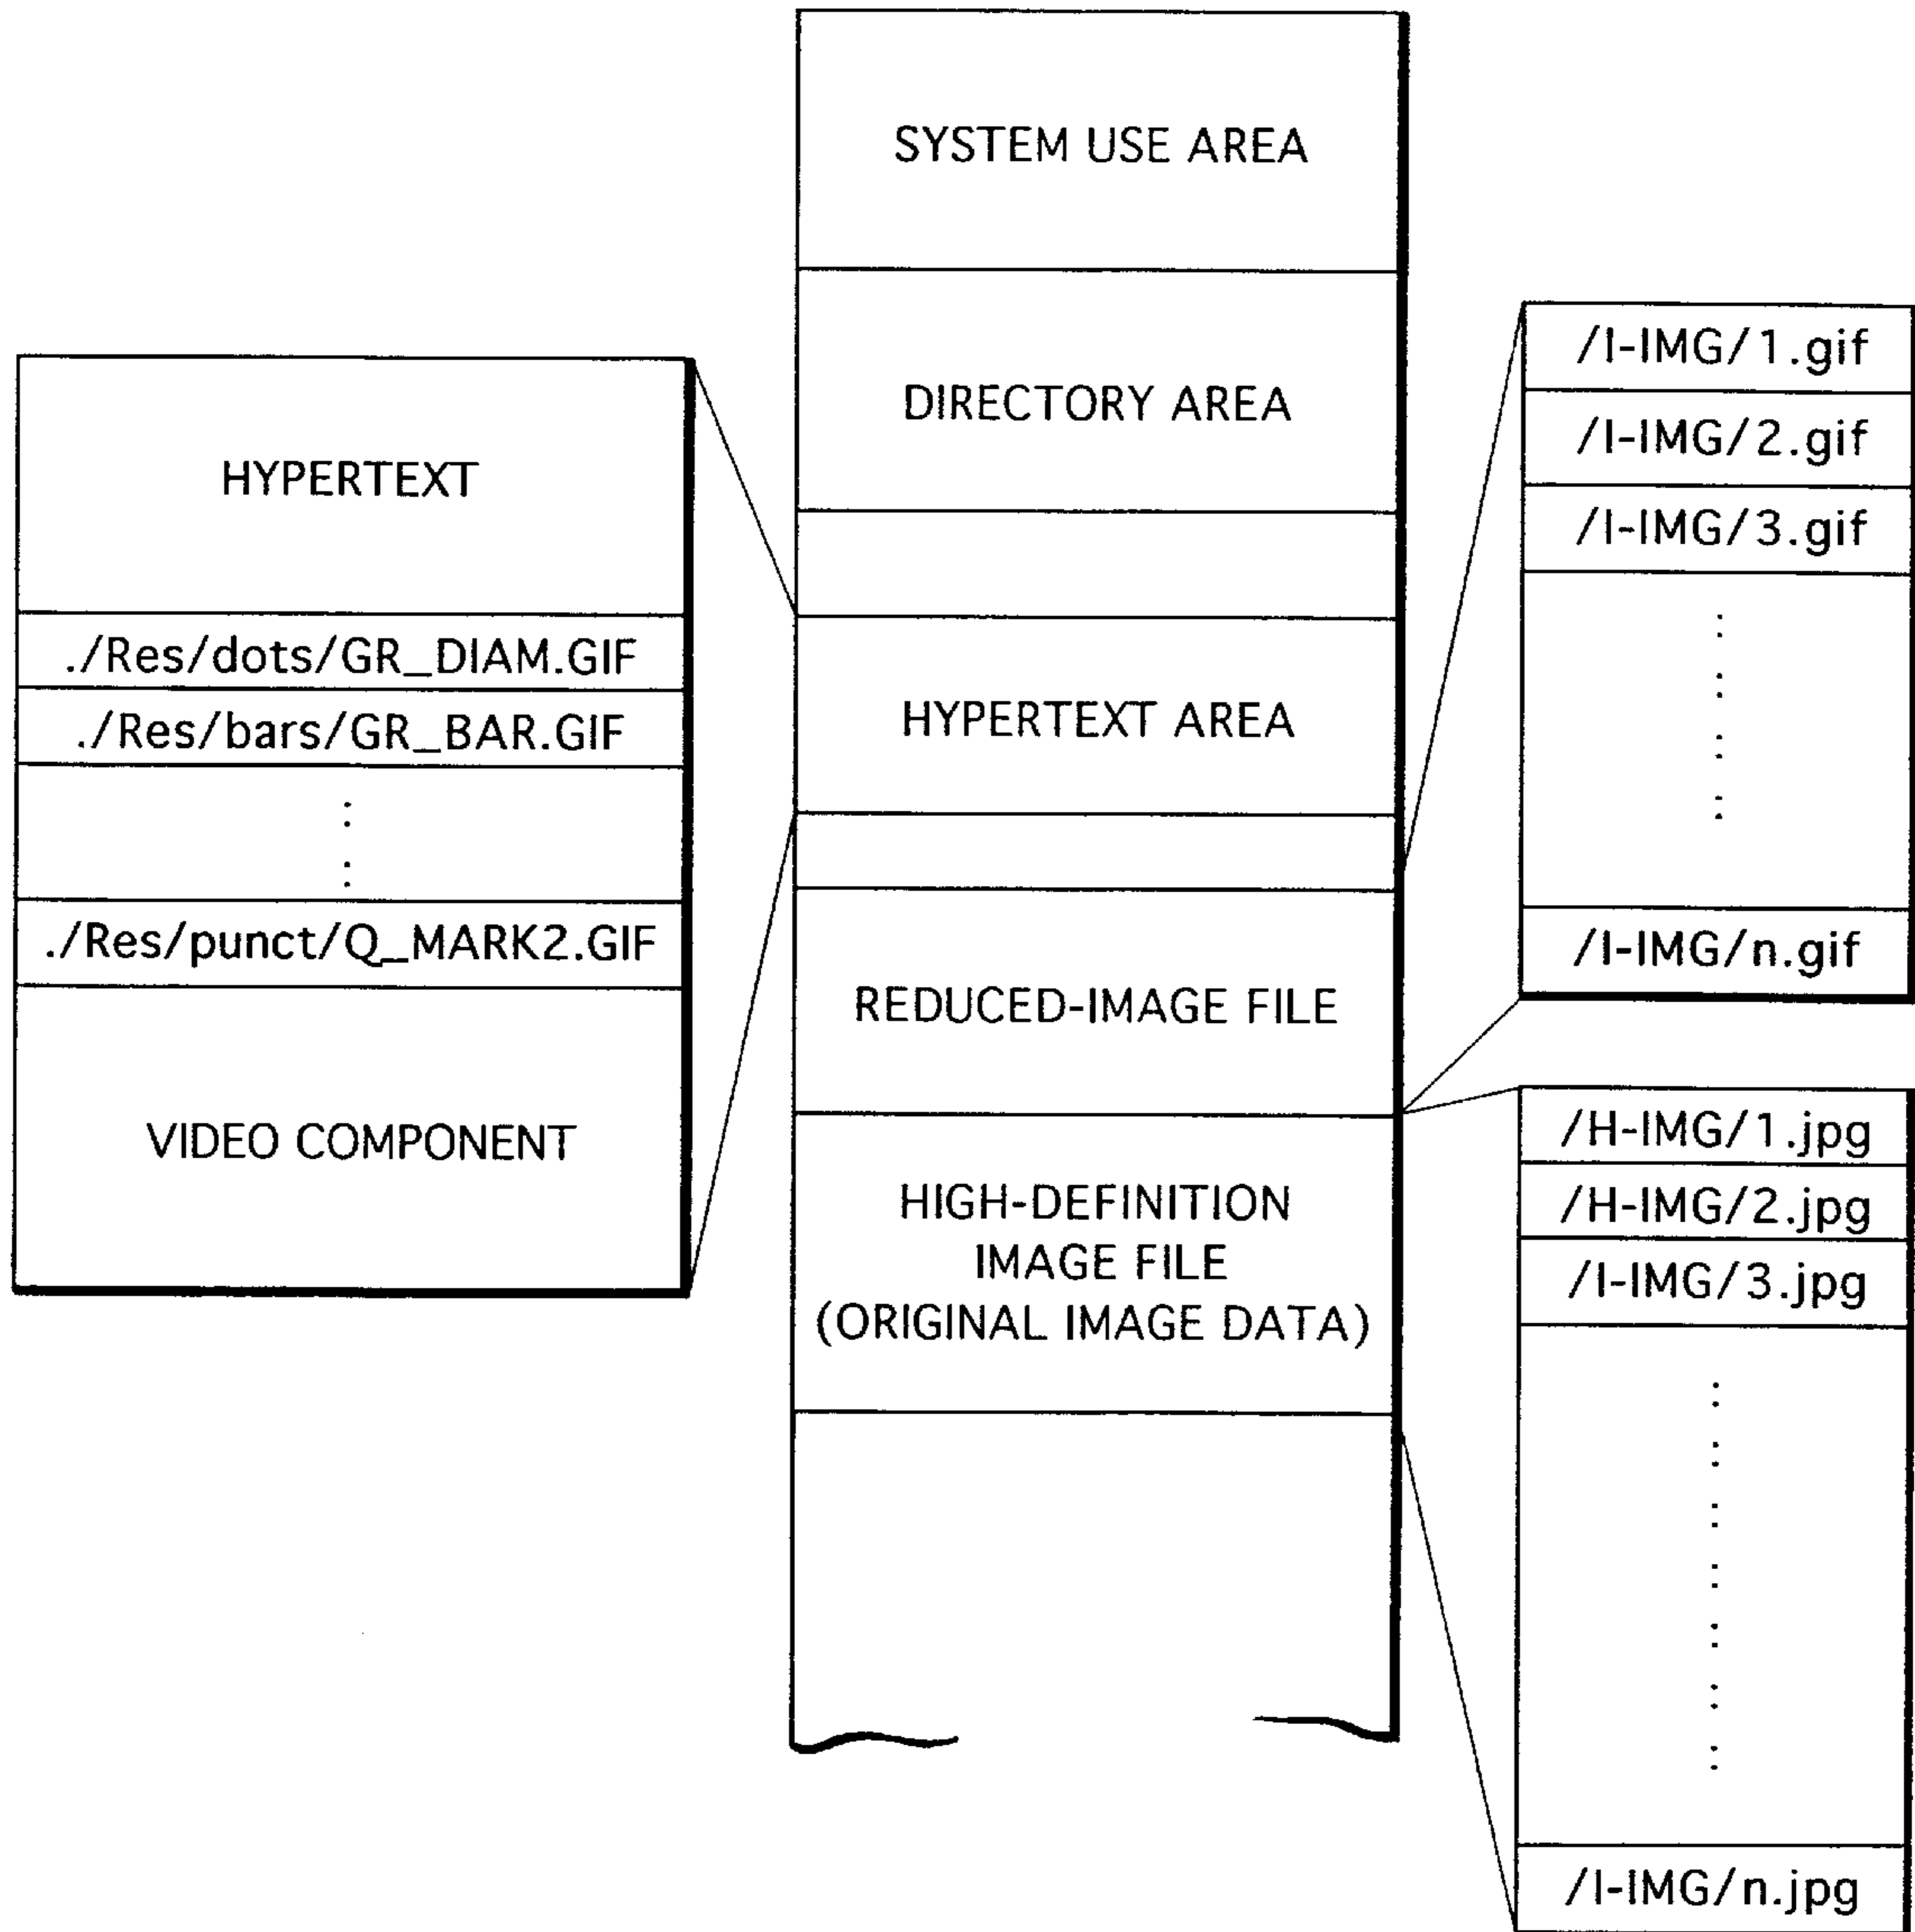 SYSTEM USE AREA
DIRECTORY AREA
HYPERTEXT AREA
REDUCED-IMAGE FILE
HIGH-DEFINITION
IMAGE FILE
(ORIGINAL IMAGE DATA)
HYPERTEXT
./Res/dots/GR_DIAM.GIF
./Res/bars/GR_BAR.GIF
./Res/punct/Q_MARK2.GIF
VIDEO COMPONENT
/I-IMG/1.gif
/I-IMG/2.gif
/I-IMG/3.gif
/I-IMG/n.gif
/H-IMG/1.jpg
/H-IMG/2.jpg
/I-IMG/3.jpg
/I-IMG/n.jpg